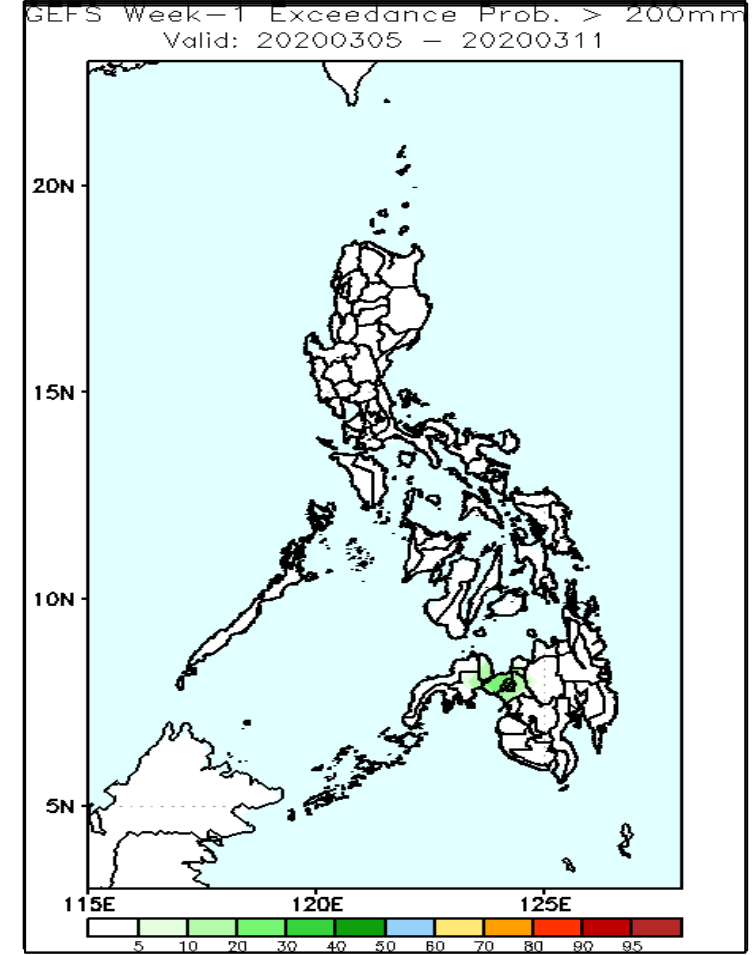 GEFS Week-1 Exceedance Prob. > 200mm
Valid: 20200305 - 20200311
20N
15N
10N
5N
115E 120E 125E
5 10 20 30 40 50 60 70 80 90 95